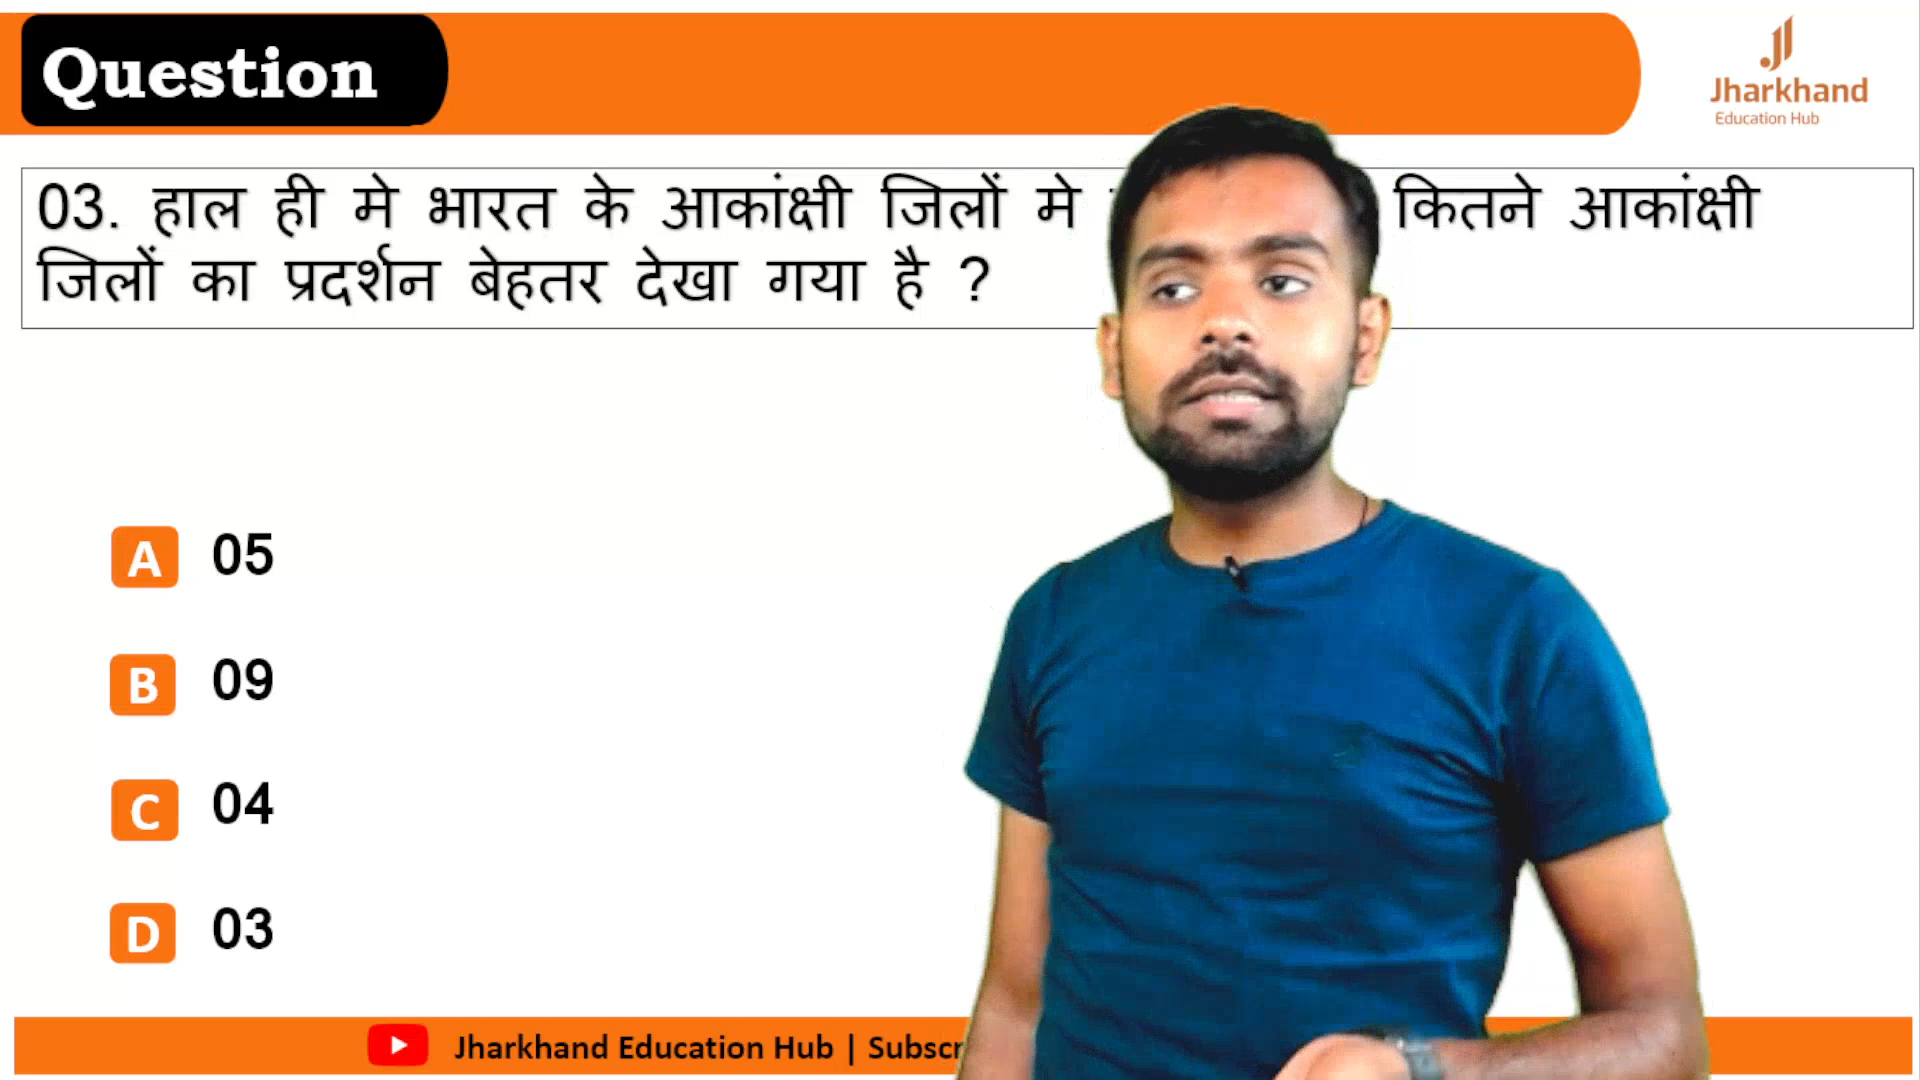 Question
Jharkhand
Education Hub
03. हाल ही मे भारत के आकांक्षी जिलों मे कितने आकांक्षी
जिलों का प्रदर्शन बेहतर देखा गया है ?
A 05
B 09
C 04
D 03
Jharkhand Education Hub |